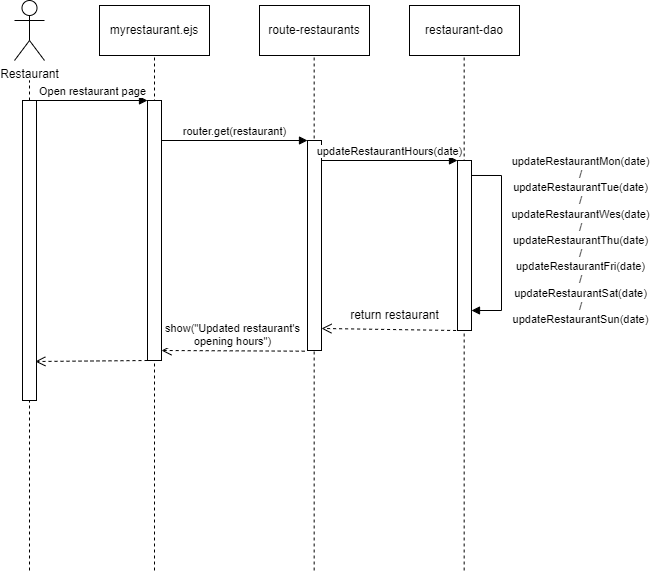 myrestaurant.ejs
route-restaurants
restaurant-dao
Restaurant
Open restaurant page
router.get(restaurant)
updateRestaurantHours(date)
updateRestaurantMon(date)
/
updateRestaurantTue(date)
/
updateRestaurantWes(date)
/
updateRestaurantThu(date)
/
updateRestaurantFri(date)
/
updateRestaurantSat(date)
/
updateRestaurantSun(date)
return restaurant
show("Updated restaurant's
opening hours")